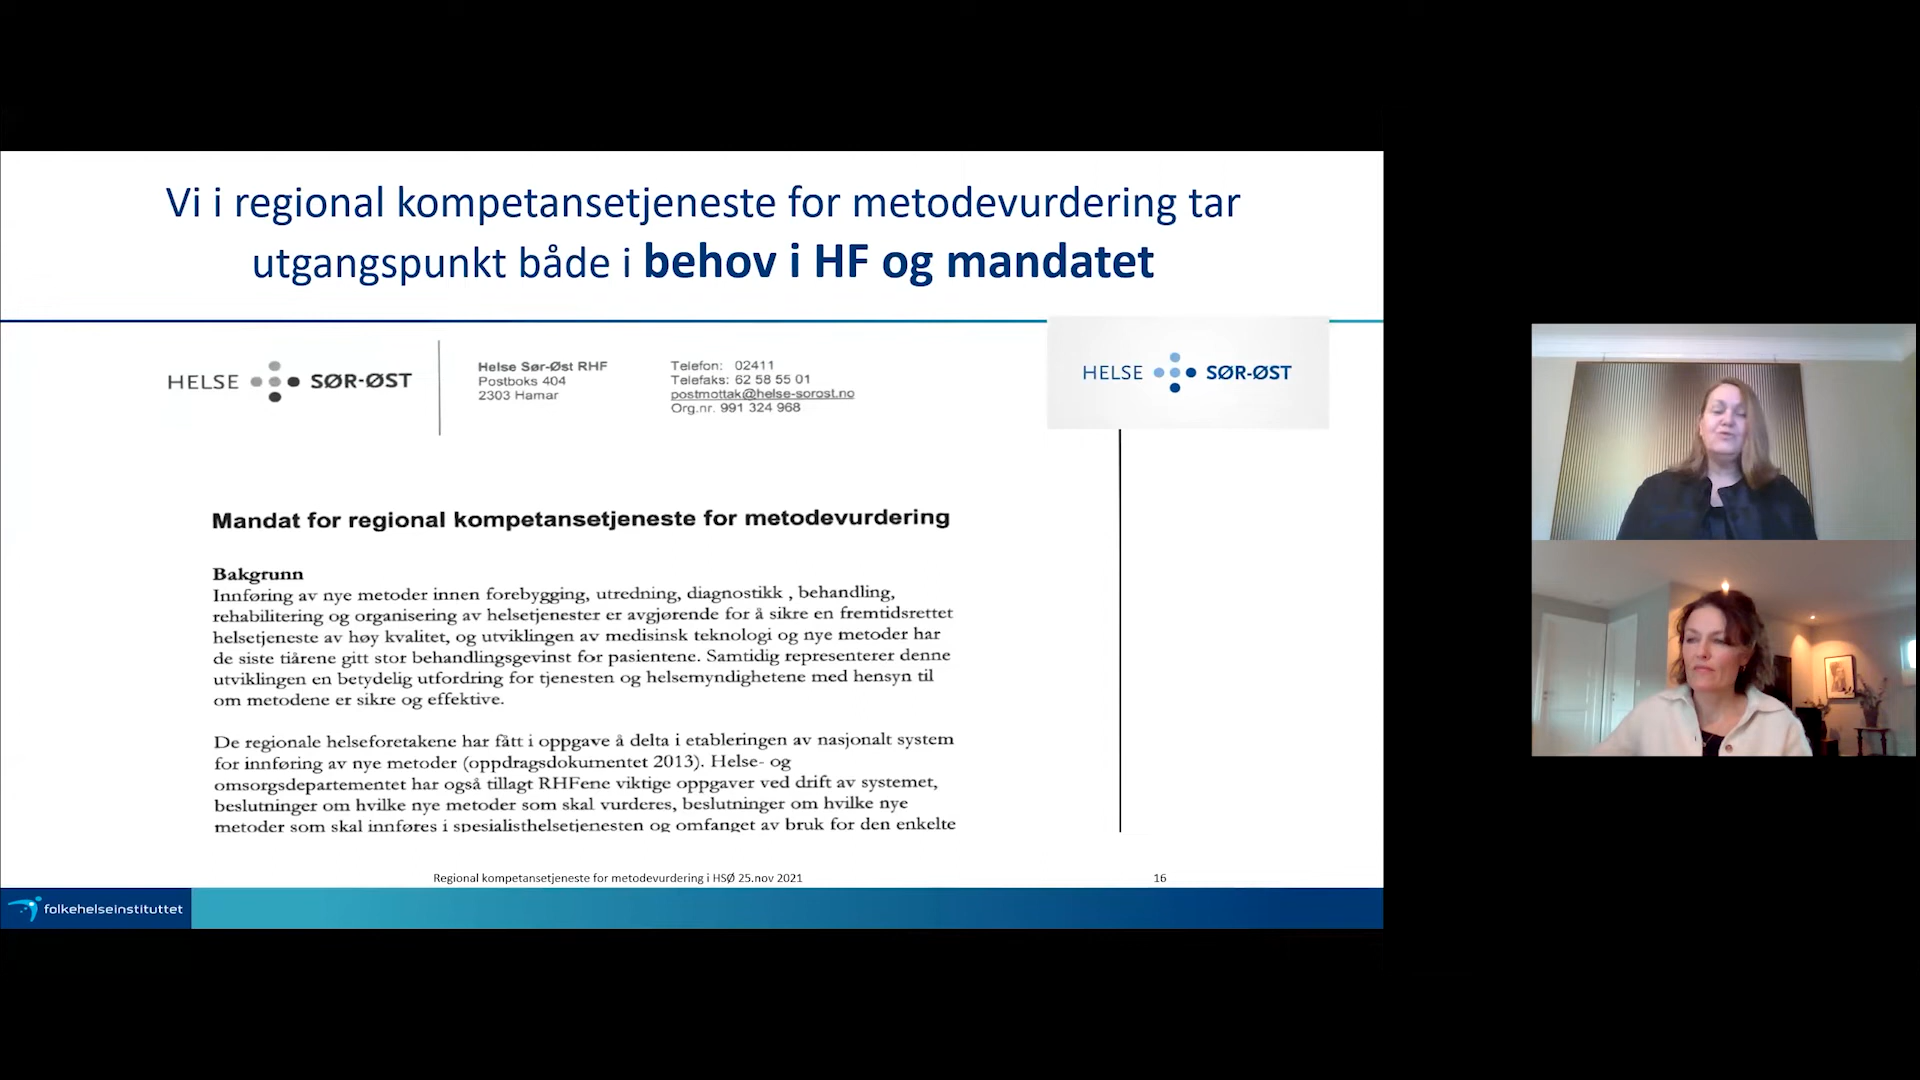 Vi i regional kompetansetjeneste for metodevurdering tar
utgangspunkt både i behov i HF og mandatet
HELSE SØR-ØST
Helse Sør-Øst RHF
Postboks 404
2303 Hamar
Telefon: 02411
Telefaks: 62 58 55 01
postmottak@helse-sorost.no
Org.nr. 991 324 968
HELSE SØR-ØST
Mandat for regional kompetansetjeneste for metodevurdering
Bakgrunn
Innføring av nye metoder innen forebygging, utredning, diagnostikk , behandling,
rehabilitering og organisering av helsetjenester er avgjørende for å sikre en fremtidsrettet
helsetjeneste av høy kvalitet, og utviklingen av medisinsk teknologi og nye metoder har
de siste tiårene gitt stor behandlingsgevinst for pasientene. Samtidig representerer denne
utviklingen en betydelig utfordring for tjenesten og helsemyndighetene med hensyn til
om metodene er sikre og effektive.
De regionale helseforetakene har fått i oppgave å delta i etableringen av nasjonalt system
for innføring av nye metoder (oppdragsdokumentet 2013). Helse- og
omsorgsdepartementet har også tillagt RHFene viktige oppgaver ved drift av systemet,
beslutninger om hvilke nye metoder som skal vurderes, beslutninger om hvilke nye
metoder som skal innføres i spesialisthelsetjenesten og omfanget av bruk for den enkelte
Regional kompetansetjeneste for metodevurdering i HSØ 25.nov 2021
16
folkehelseinstituttet